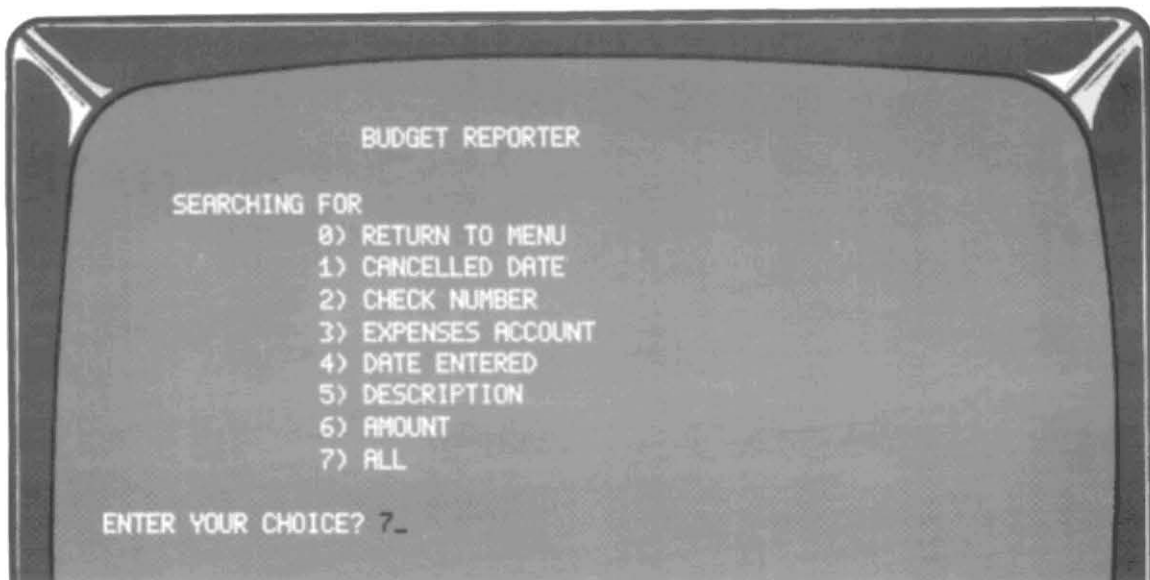 BUDGET REPORTER
SEARCHING FOR
0) RETURN TO MENU
1) CANCELLED DATE
2) CHECK NUMBER
3) EXPENSES ACCOUNT
4) DATE ENTERED
5) DESCRIPTION
6) AMOUNT
7) ALL
ENTER YOUR CHOICE? 7_